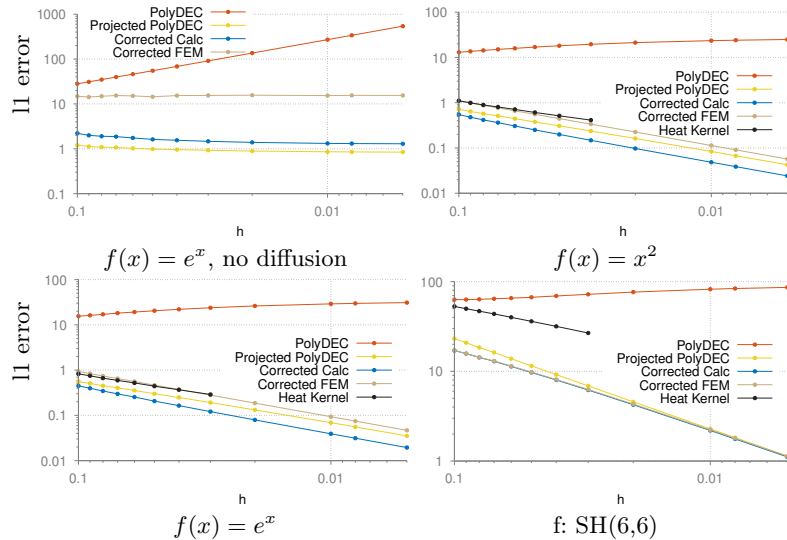 l1 error
1000
100
10
1
0.1
0.1
0.01
h
PolyDEC
Projected PolyDEC
Corrected Calc
Corrected FEM
f(x) = e^x, no diffusion
100
10
1
0.1
0.01
0.1
0.01
h
PolyDEC
Projected PolyDEC
Corrected Calc
Corrected FEM
Heat Kernel
f(x) = x^2
l1 error
100
10
1
0.1
0.01
0.1
0.01
h
PolyDEC
Projected PolyDEC
Corrected Calc
Corrected FEM
Heat Kernel
f(x) = e^x
100
10
1
0.1
0.01
h
PolyDEC
Projected PolyDEC
Corrected Calc
Corrected FEM
Heat Kernel
f: SH(6,6)